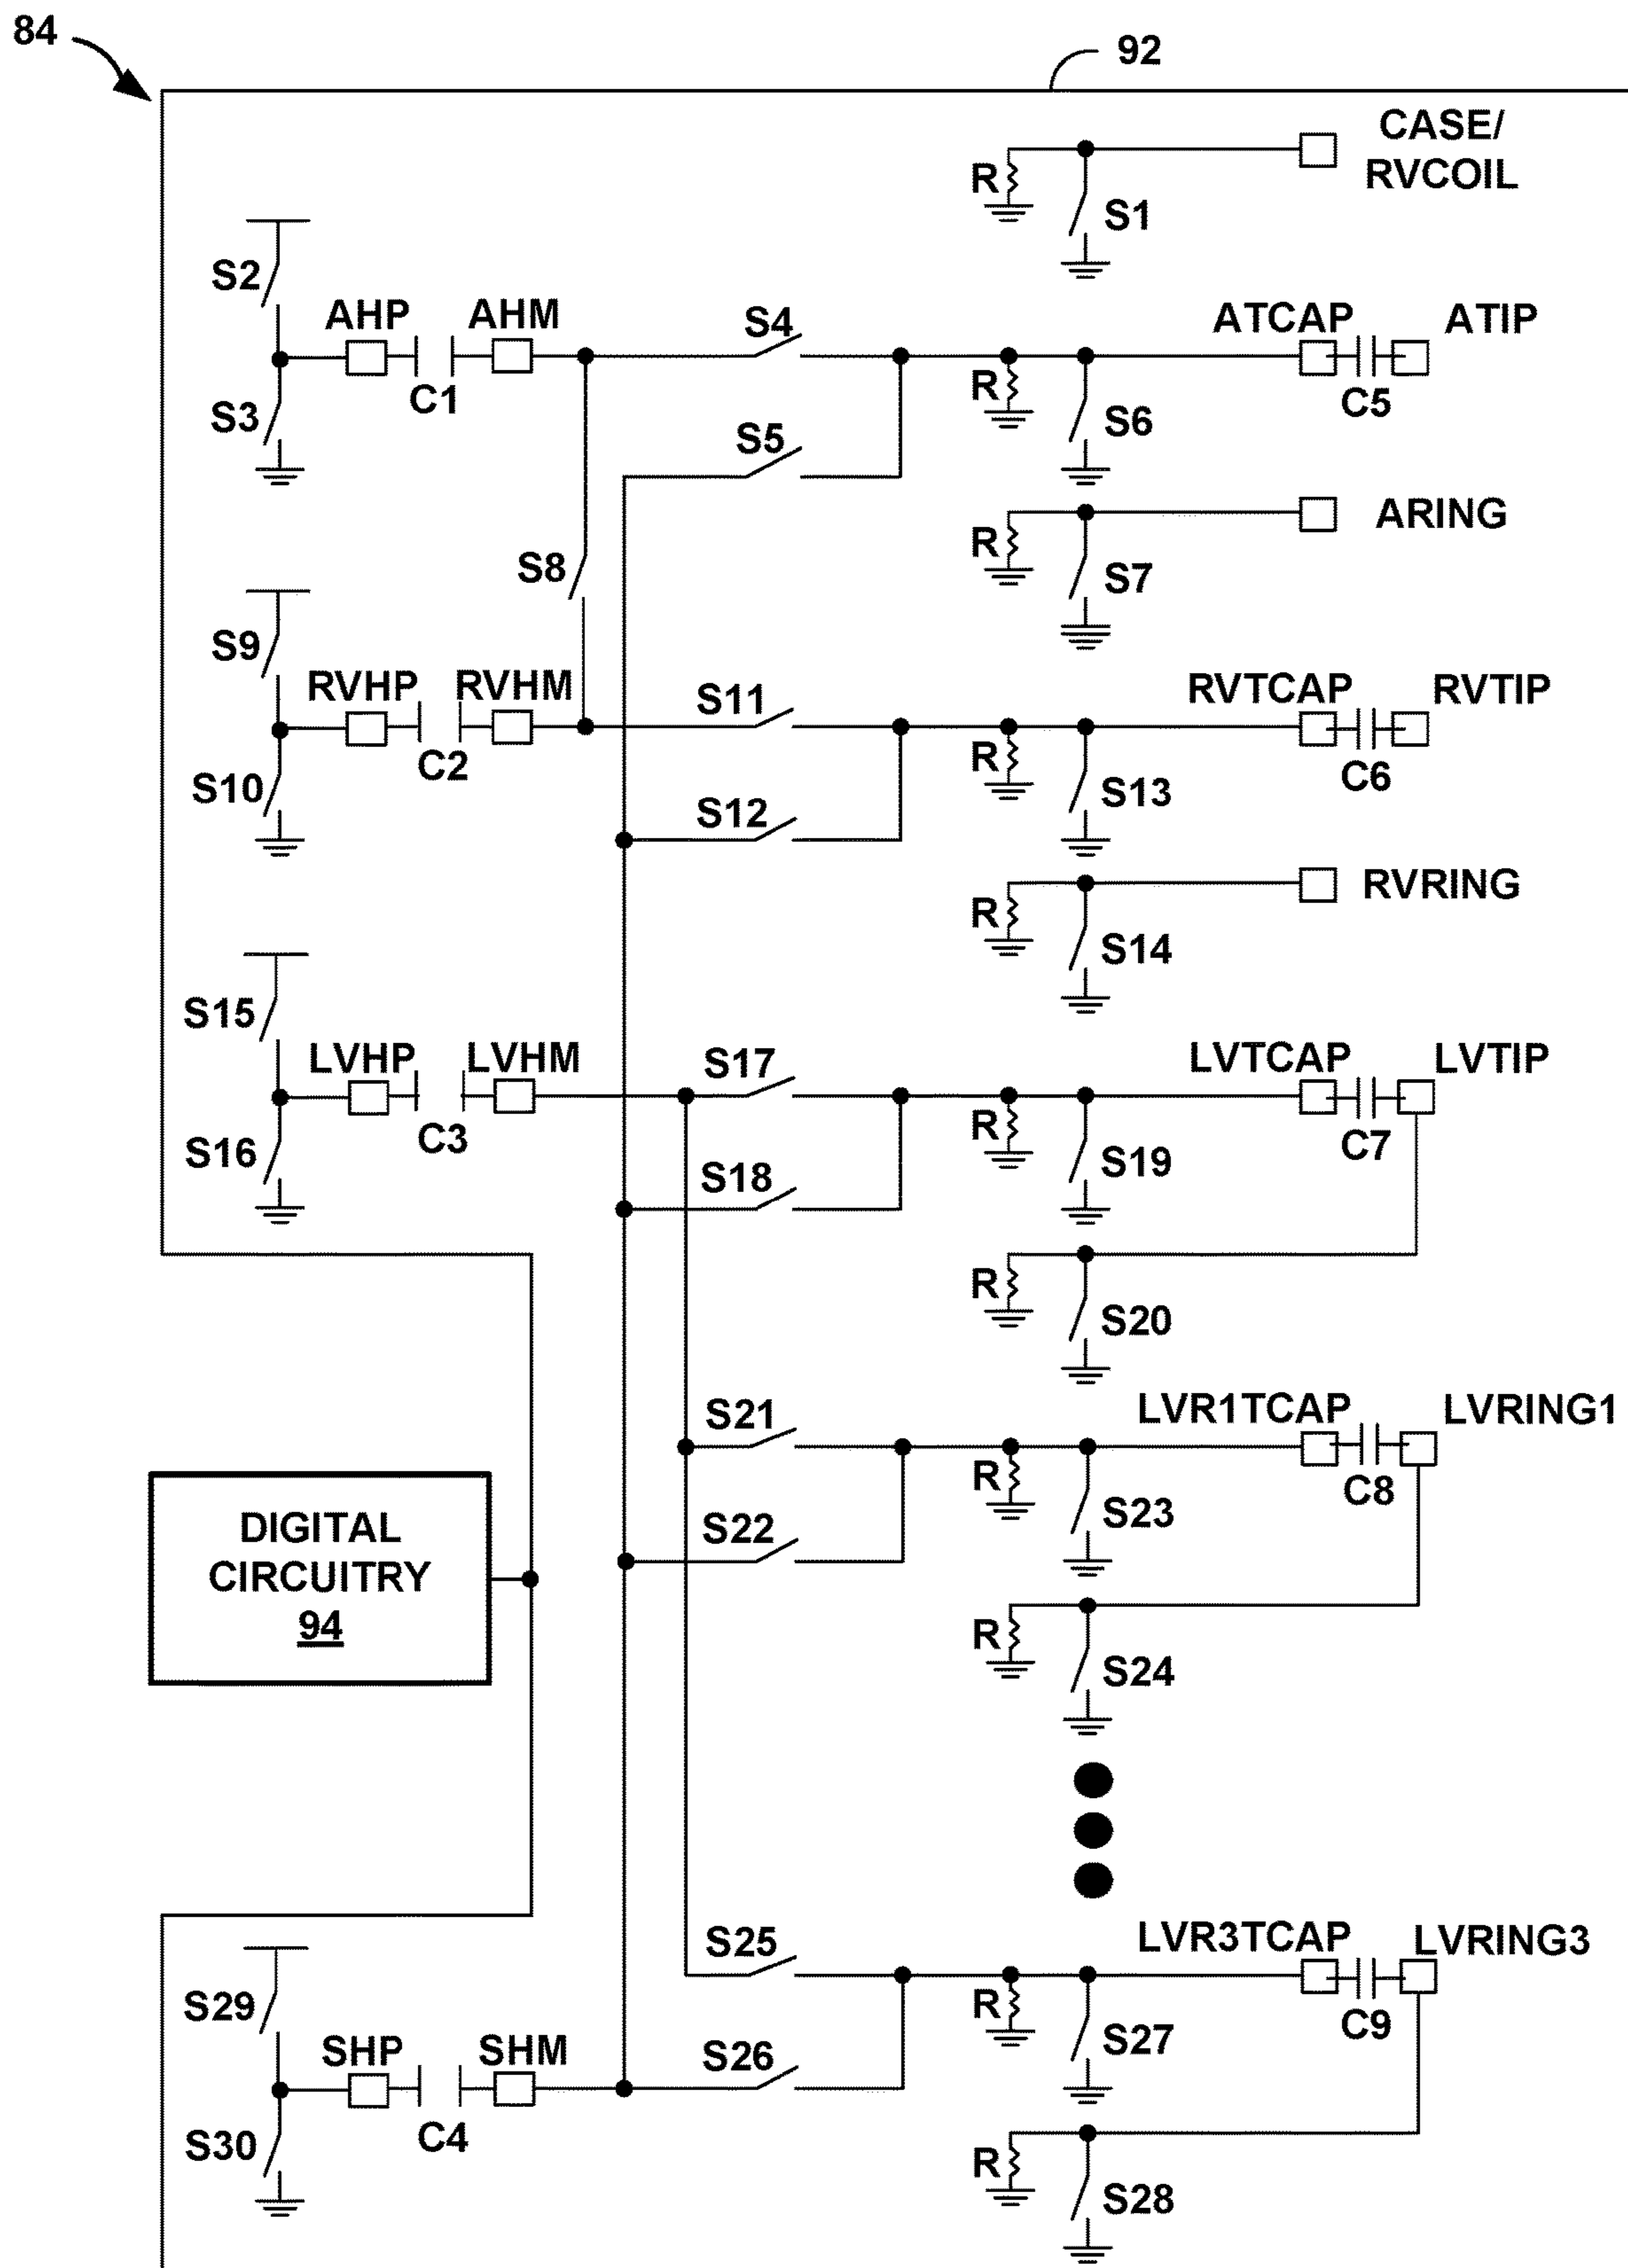 84
92
CASE/
RVCOIL
R
S1
S2
AHP
AHM
S4
ATCAP
ATIP
S3
C1
R
S6
C5
S5
ARING
S8
R
S7
S9
RVHP
RVHM
S11
RVTCAP
RVTIP
S10
C2
R
S13
C6
S12
RVRING
R
S14
S15
LVHP
LVHM
S17
LVTCAP
LVTIP
S16
C3
R
S19
C7
S18
R
S20
S21
LVR1TCAP
LVRING1
R
S23
C8
DIGITAL
CIRCUITRY
94
S22
R
S24
S25
LVR3TCAP
LVRING3
S29
R
S27
C9
SHP
SHM
S26
S30
C4
R
S28